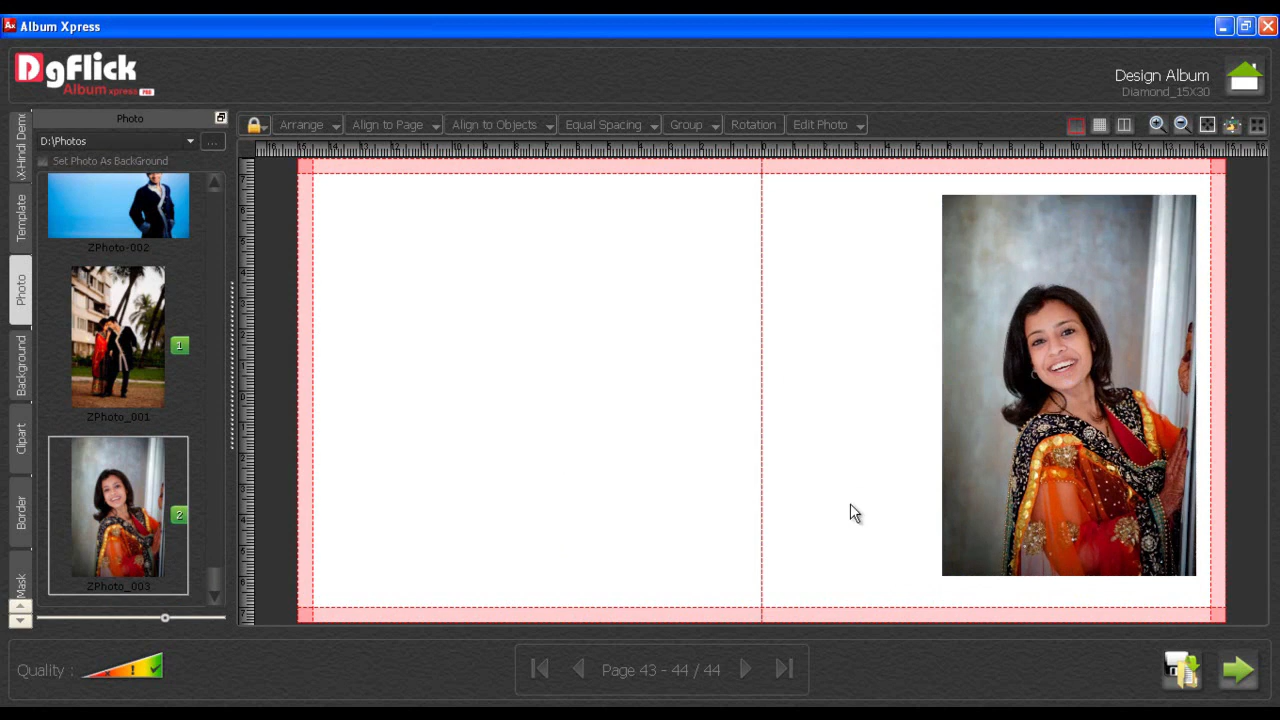 Ax Album Xpress
DgFlick
Album xpress PRO
Design Album
Diamond_15X30
Photo
D:\Photos
...
Set Photo As BackGround
ZPhoto-002
1
ZPhoto_001
2
ZPhoto_003
Template
Photo
Background
Clipart
Border
Mask
Arrange
Align to Page
Align to Objects
Equal Spacing
Group
Rotation
Edit Photo
Quality :
Page 43 - 44 / 44